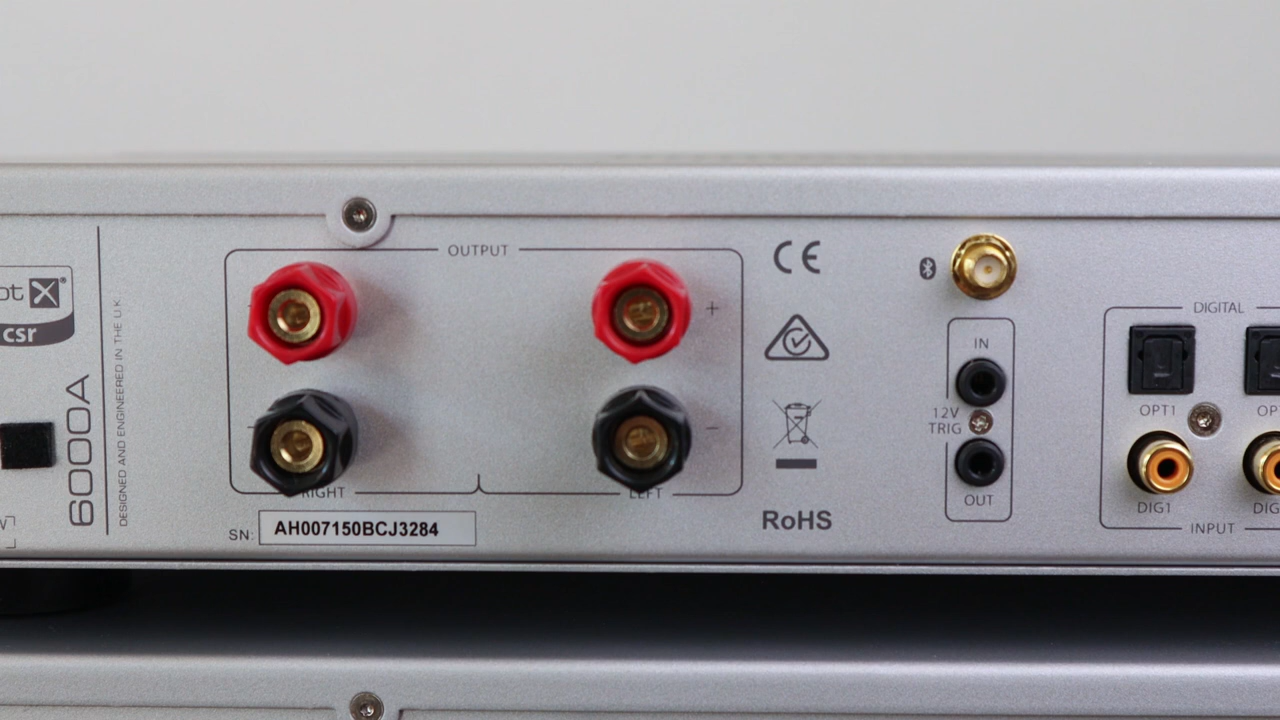 OUTPUT
X®
csr
6000A
DESIGNED AND ENGINEERED IN THE U.K
+
−
RIGHT
LEFT
SN:
AH007150BCJ3284
CE
RoHS
IN
12V
TRIG
OUT
DIGITAL
OPT1
DIG1
INPUT